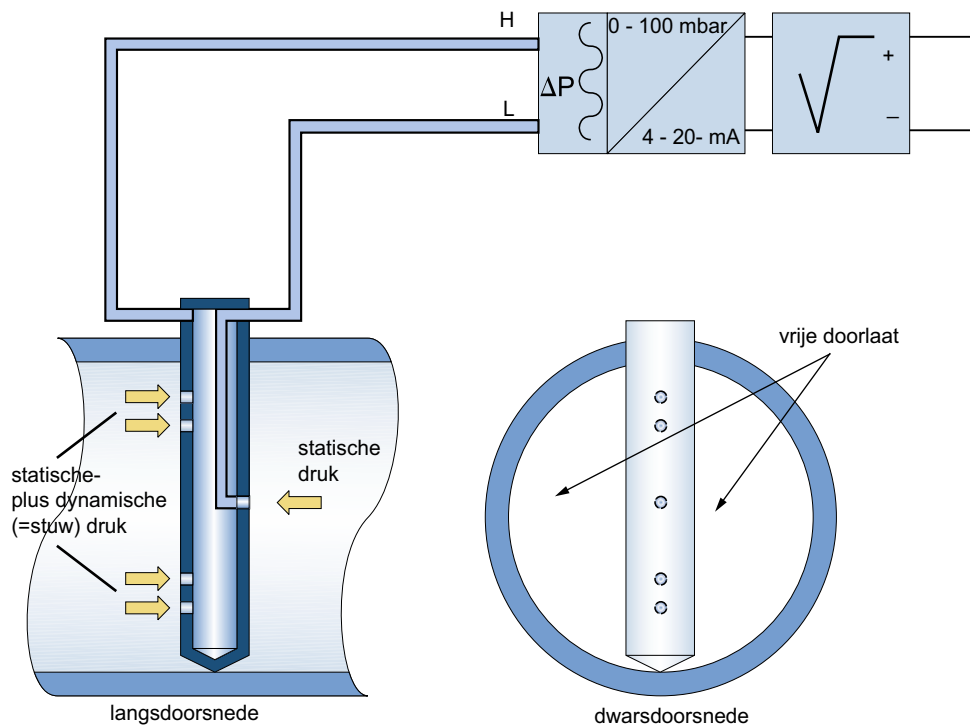 H
L
ΔP
0 - 100 mbar
4 - 20- mA
+
–
vrije doorlaat
statische-
plus dynamische
(=stuw) druk
statische
druk
langsdoorsnede
dwarsdoorsnede